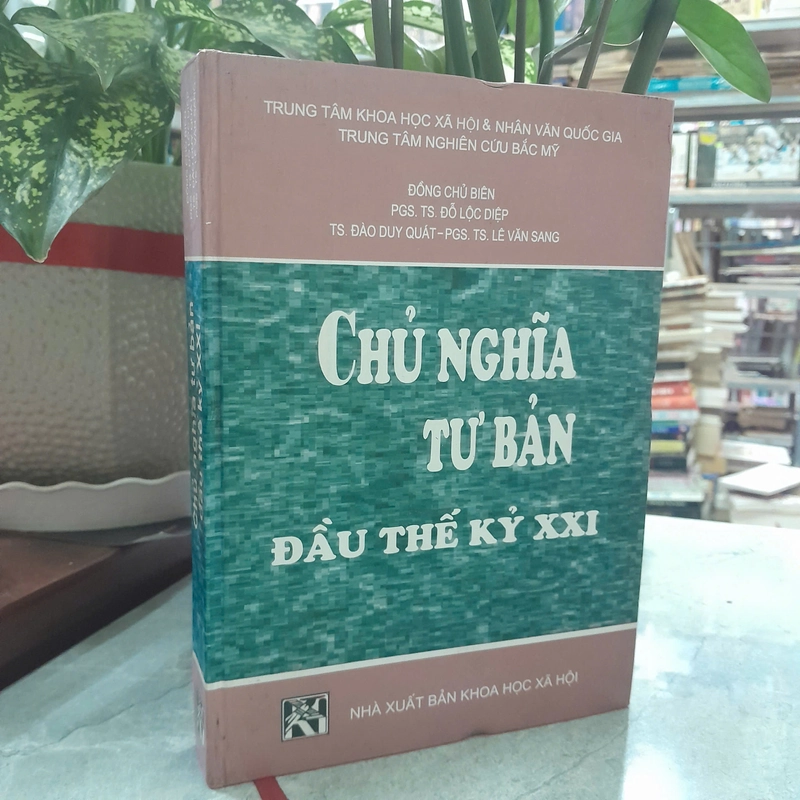 TRUNG TÂM KHOA HỌC XÃ HỘI & NHÂN VĂN QUỐC GIA
TRUNG TÂM NGHIÊN CỨU BẮC MỸ
ĐỒNG CHỦ BIÊN
PGS. TS. ĐỖ LỘC DIỆP
TS. ĐÀO DUY QUÁT – PGS. TS. LÊ VĂN SANG
CHỦ NGHĨA
TƯ BẢN
ĐẦU THẾ KỶ XXI
NHÀ XUẤT BẢN KHOA HỌC XÃ HỘI